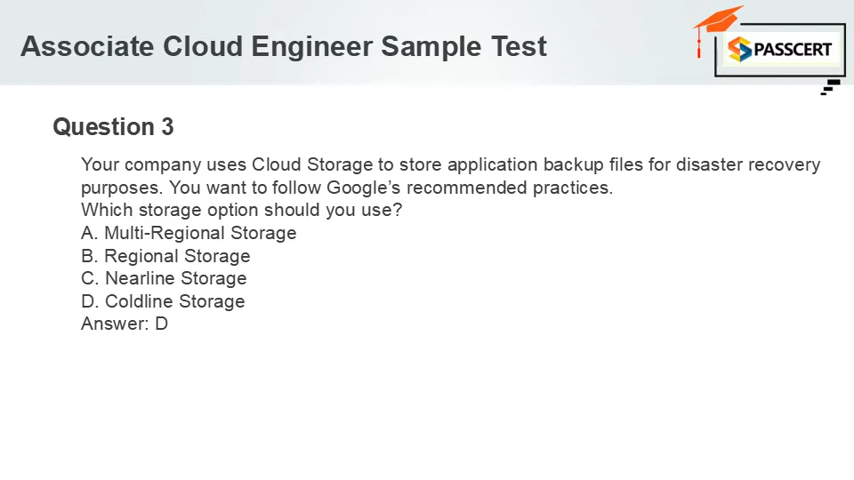 Associate Cloud Engineer Sample Test
PASSCERT
Question 3
Your company uses Cloud Storage to store application backup files for disaster recovery
purposes. You want to follow Google’s recommended practices.
Which storage option should you use?
A. Multi-Regional Storage
B. Regional Storage
C. Nearline Storage
D. Coldline Storage
Answer: D